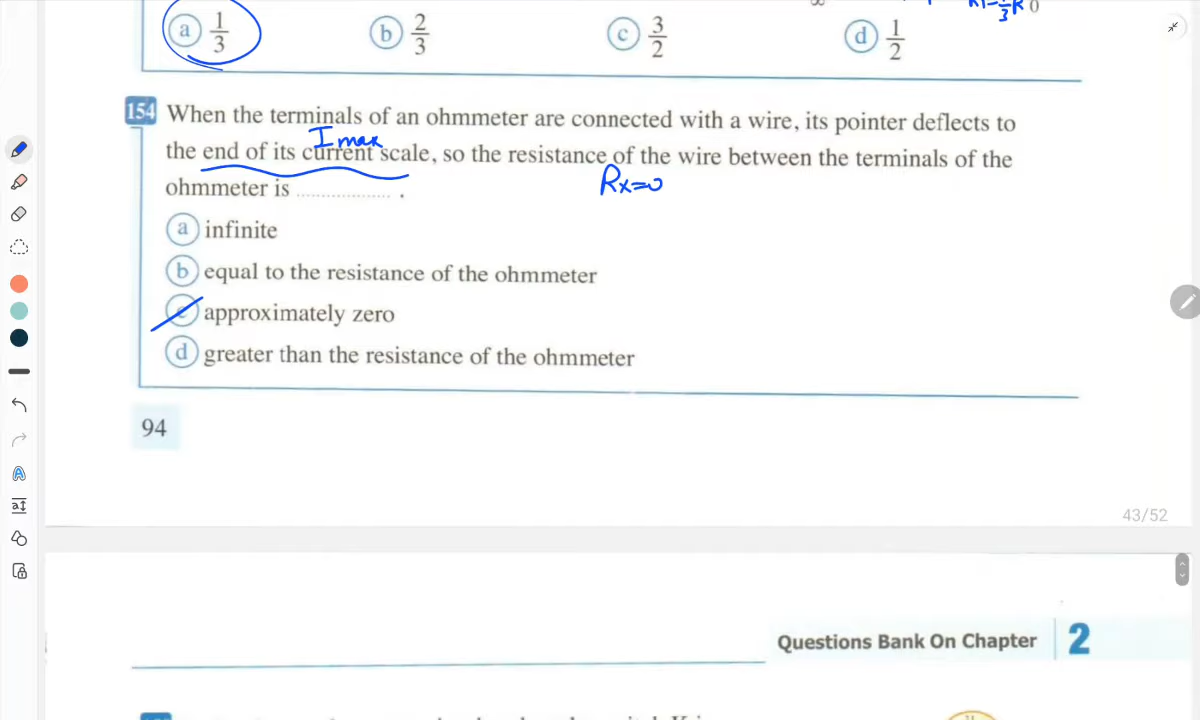 a 1/3 b 2/3 c 3/2 d 1/2
154 When the terminals of an ohmmeter are connected with a wire, its pointer deflects to
I max
the end of its current scale, so the resistance of the wire between the terminals of the
Rx=0
ohmmeter is .................... .
a infinite
b equal to the resistance of the ohmmeter
c approximately zero
d greater than the resistance of the ohmmeter
94
43/52
Questions Bank On Chapter 2